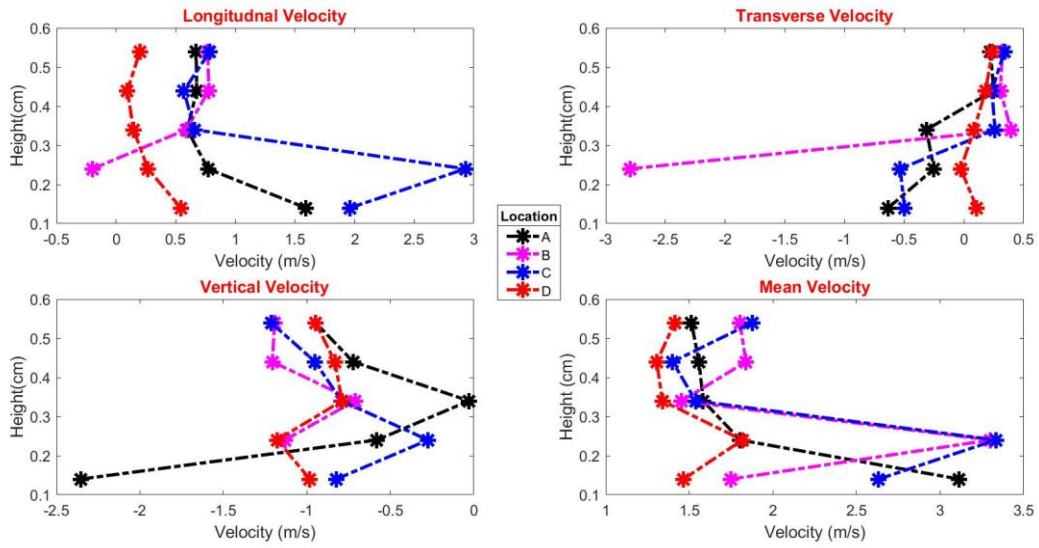 Longitudnal Velocity
Height(cm)
0.6
0.5
0.4
0.3
0.2
0.1
-0.5 0 0.5 1 1.5 2 2.5 3
Velocity (m/s)
Transverse Velocity
Height(cm)
0.6
0.5
0.4
0.3
0.2
0.1
-3 -2.5 -2 -1.5 -1 -0.5 0 0.5
Velocity (m/s)
Location
A
B
C
D
Vertical Velocity
Height(cm)
0.6
0.5
0.4
0.3
0.2
0.1
-2.5 -2 -1.5 -1 -0.5 0
Velocity (m/s)
Mean Velocity
Height (cm)
0.6
0.5
0.4
0.3
0.2
0.1
1 1.5 2 2.5 3 3.5
Velocity (m/s)